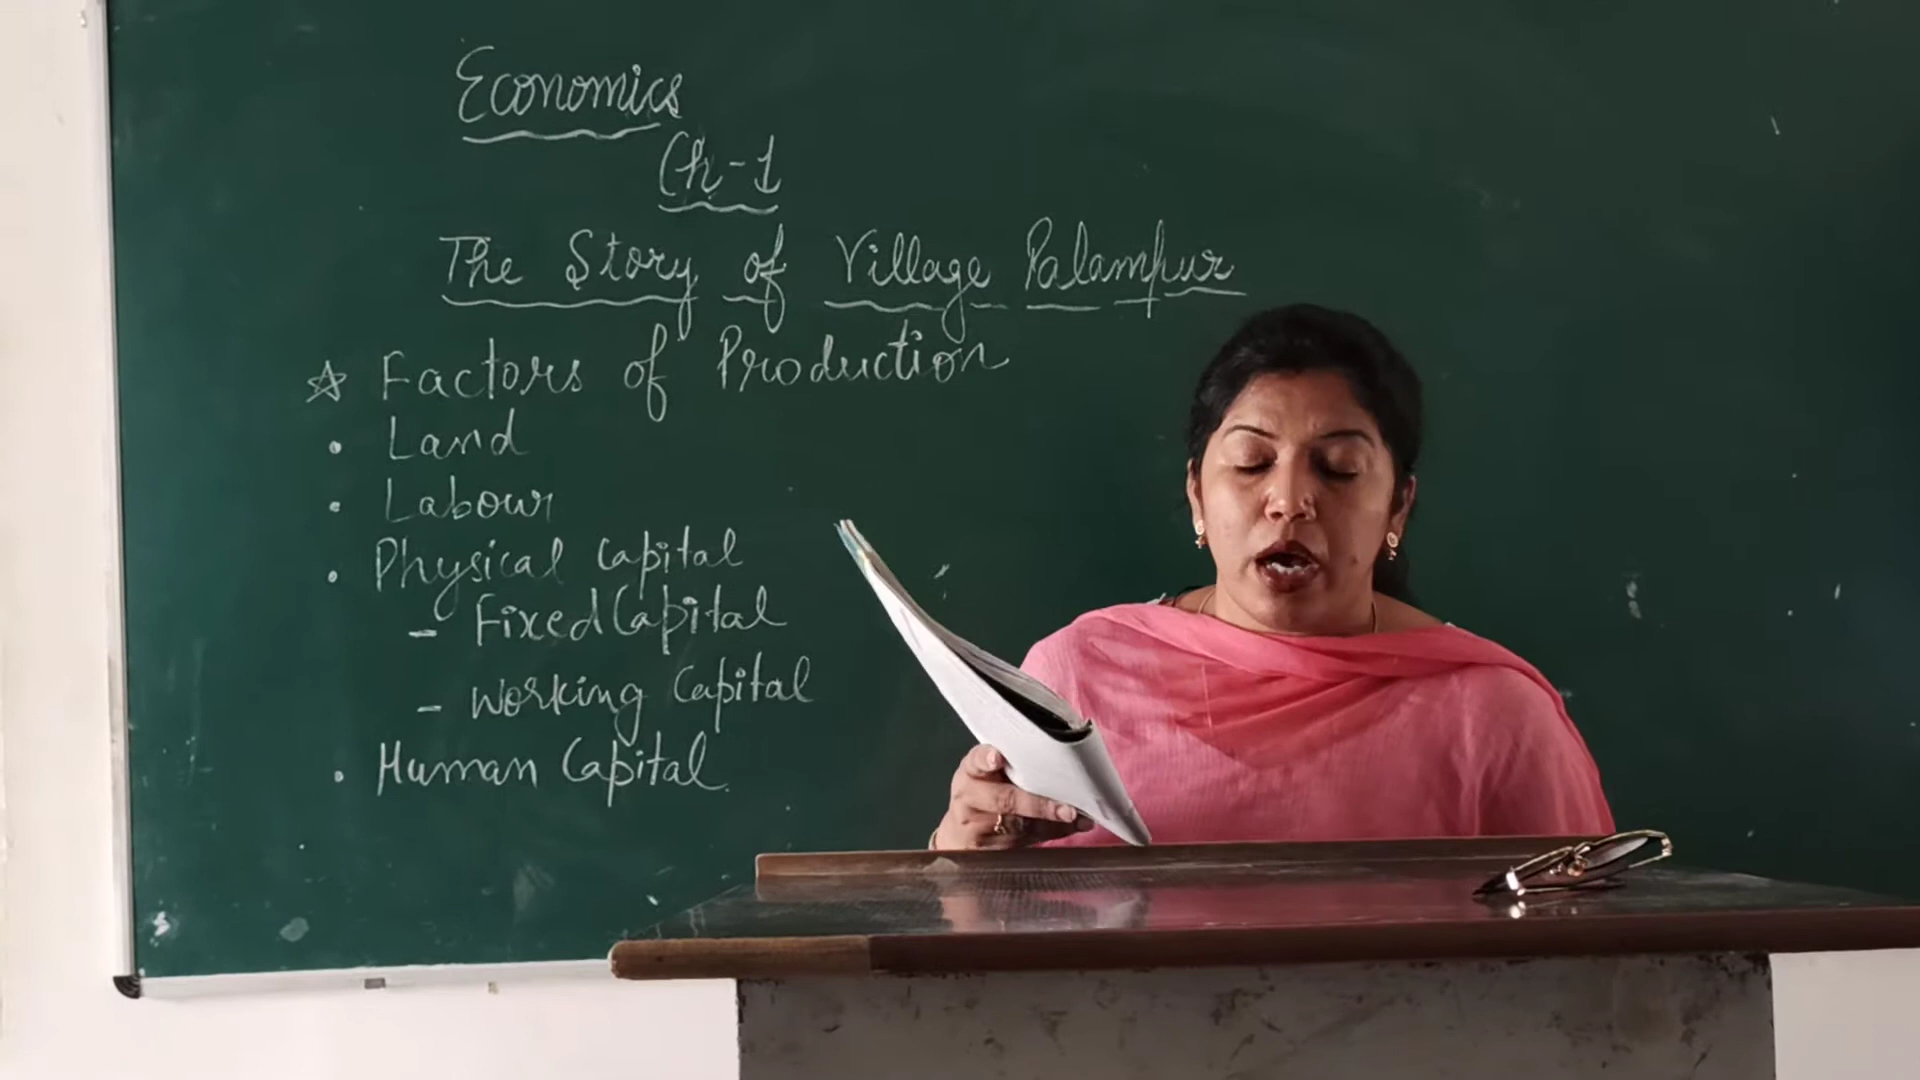 Economics
Ch-1
The Story of Village Palampur
☆ Factors of Production
• Land
• Labour
• Physical Capital
- Fixed Capital
- Working Capital
• Human Capital.